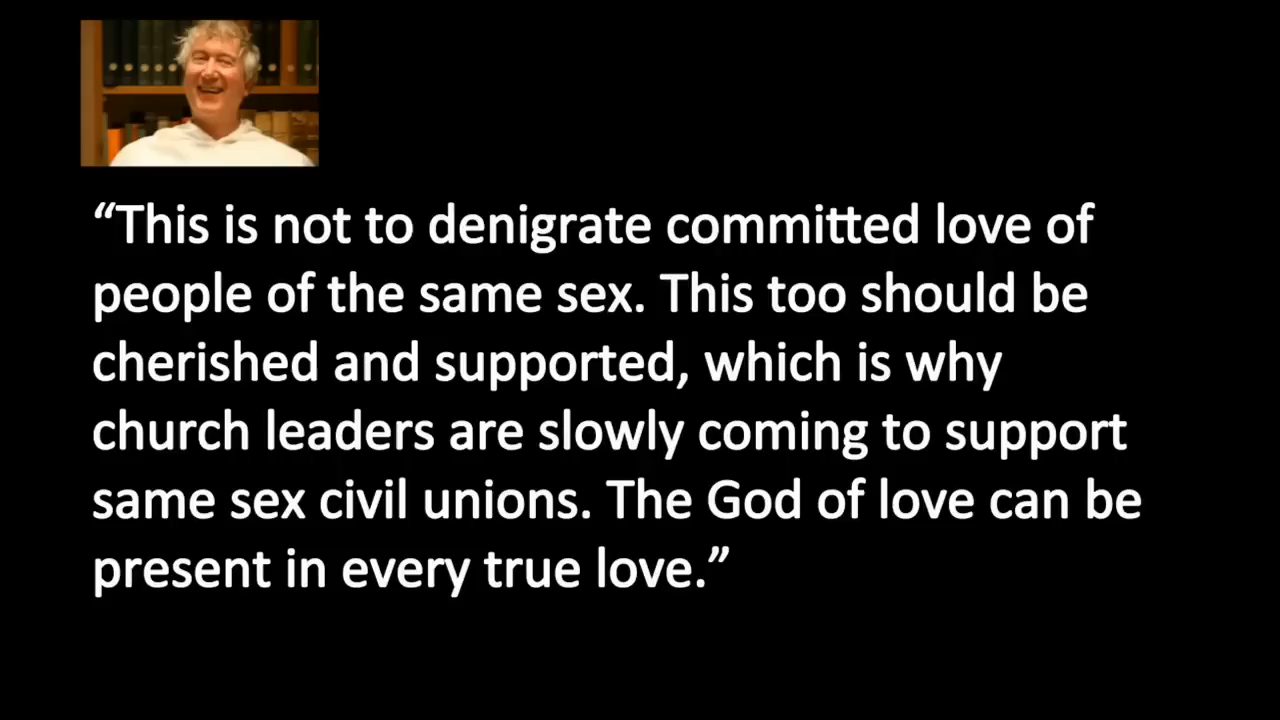 “This is not to denigrate committed love of
people of the same sex. This too should be
cherished and supported, which is why
church leaders are slowly coming to support
same sex civil unions. The God of love can be
present in every true love.”